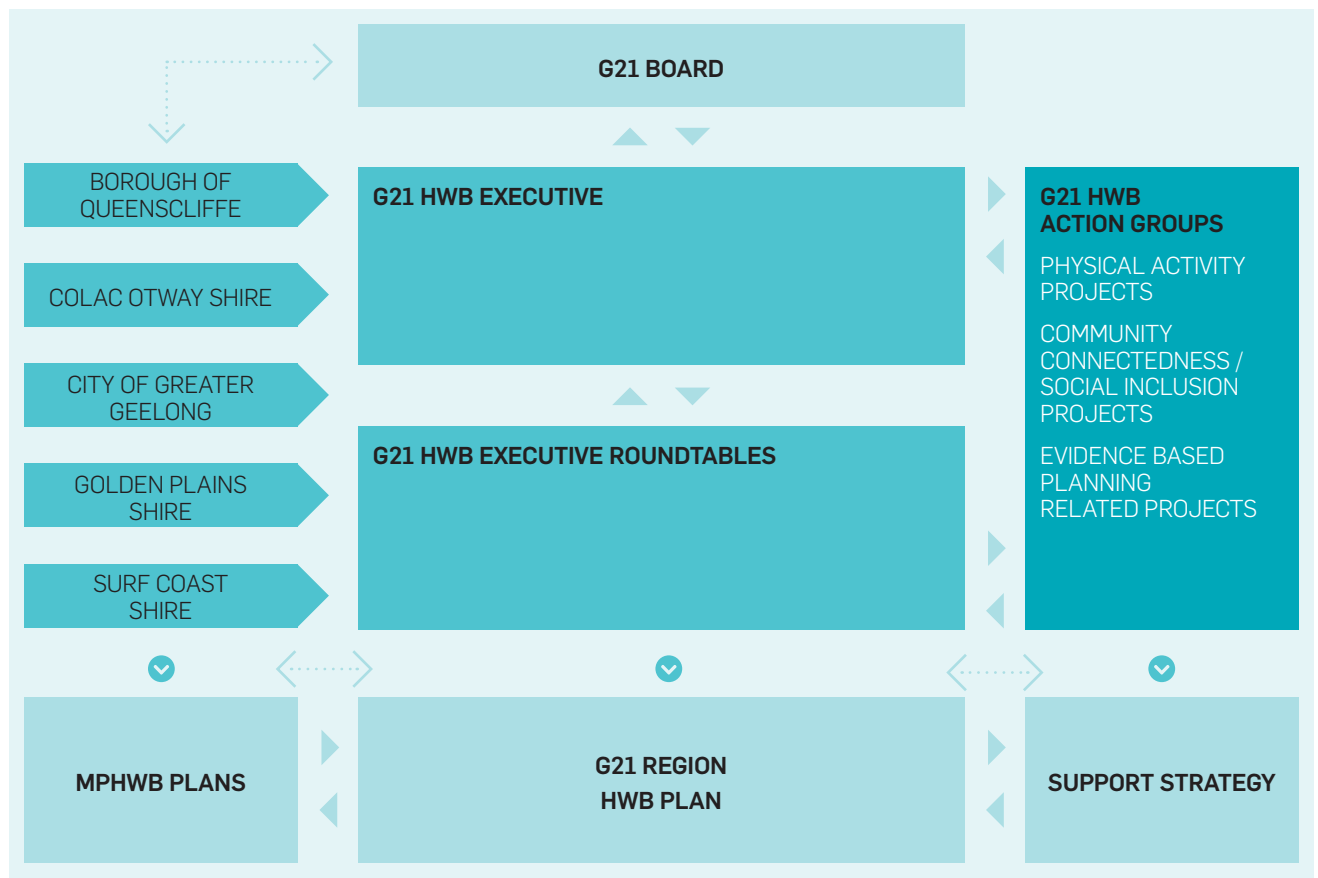 G21 BOARD
BOROUGH OF
QUEENSCLIFFE
COLAC OTWAY SHIRE
CITY OF GREATER
GEELONG
GOLDEN PLAINS
SHIRE
SURF COAST
SHIRE
G21 HWB EXECUTIVE
G21 HWB EXECUTIVE ROUNDTABLES
G21 HWB
ACTION GROUPS
PHYSICAL ACTIVITY
PROJECTS
COMMUNITY
CONNECTEDNESS /
SOCIAL INCLUSION
PROJECTS
EVIDENCE BASED
PLANNING
RELATED PROJECTS
MPHWB PLANS
G21 REGION
HWB PLAN
SUPPORT STRATEGY